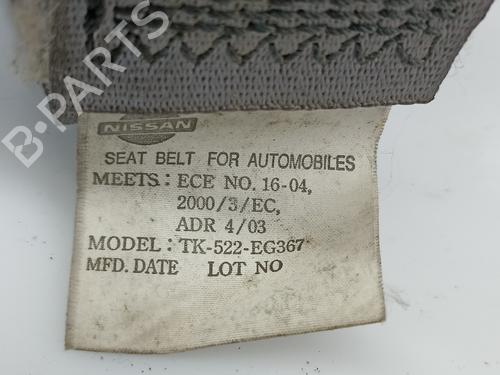 B-PARTS
NISSAN
SEAT BELT FOR AUTOMOBILES
MEETS : ECE NO. 16-04,
2000/3/EC,
ADR 4/03
MODEL : TK-522-EG367
MFD. DATE LOT NO